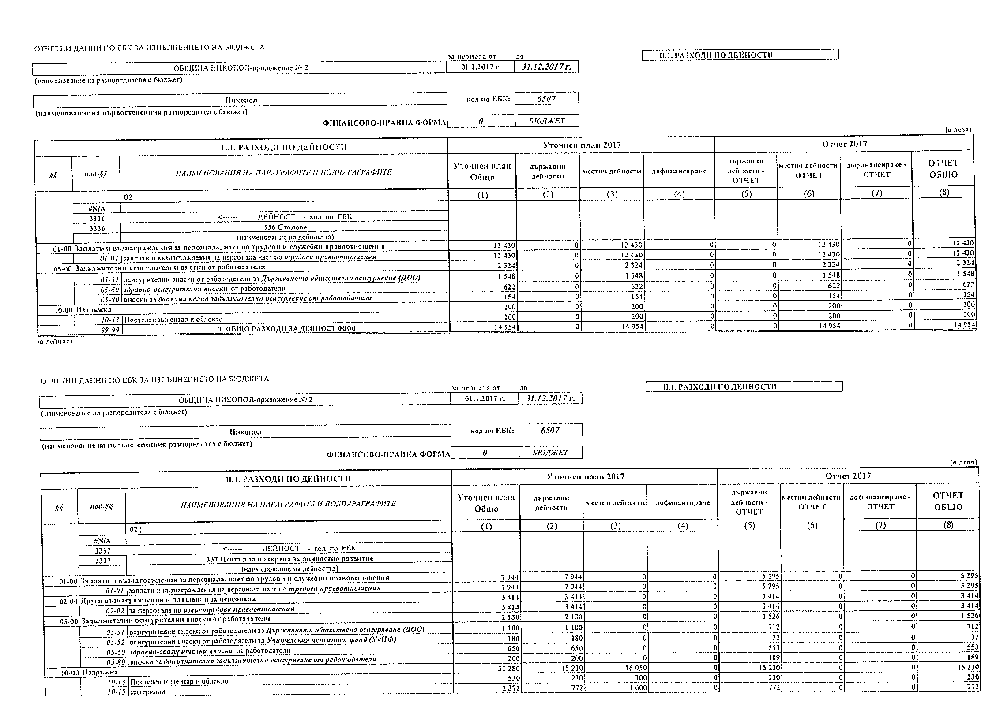 ОТЧЕТНИ ДАННИ ПО ЕБК ЗА ИЗПЪЛНЕНИЕТО НА БЮДЖЕТА
за периода от до
II.1. РАЗХОДИ ПО ДЕЙНОСТИ
ОБЩИНА НИКОПОЛ-приложение № 2 01.1.2017 г. 31.12.2017 г.
(наименование на разпоредителя с бюджет)
Никопол код по ЕБК: 6507
(наименование на първостепенния разпоредител с бюджет)
ФИНАНСОВО-ПРАВНА ФОРМА 0 БЮДЖЕТ
(в лева)
II.1. РАЗХОДИ ПО ДЕЙНОСТИ Уточнен план 2017 Отчет 2017
§§ под-§§ НАИМЕНОВАНИЯ НА ПАРАГРАФИТЕ И ПОДПАРАГРАФИТЕ Уточнен план Общо държавни дейности местни дейности дофинансиране държавни дейности - ОТЧЕТ местни дейности ОТЧЕТ дофинансиране - ОТЧЕТ ОТЧЕТ ОБЩО
02 ¦ (1) (2) (3) (4) (5) (6) (7) (8)
#N/A
3336 <------ ДЕЙНОСТ - код по ЕБК
3336 336 Столове
(наименование на дейността)
01-00 Заплати и възнаграждения за персонала, нает по трудови и служебни правоотношения 12 430 0 12 430 0 0 12 430 0 12 430
01-01 заплати и възнаграждения на персонала нает по трудови правоотношения 12 430 0 12 430 0 0 12 430 0 12 430
05-00 Задължителни осигурителни вноски от работодатели 2 324 0 2 324 0 0 2 324 0 2 324
05-51 осигурителни вноски от работодатели за Държавното обществено осигуряване (ДОО) 1 548 0 1 548 0 0 1 548 0 1 548
05-60 здравно-осигурителни вноски от работодатели 622 0 622 0 0 622 0 622
05-80 вноски за допълнително задължително осигуряване от работодатели 154 0 154 0 0 154 0 154
10-00 Издръжка 200 0 200 0 0 200 0 200
10-13 Постелен инвентар и облекло 200 0 200 0 0 200 0 200
99-99 II. ОБЩО РАЗХОДИ ЗА ДЕЙНОСТ 0000 14 954 0 14 954 0 0 14 954 0 14 954
за дейност
ОТЧЕТНИ ДАННИ ПО ЕБК ЗА ИЗПЪЛНЕНИЕТО НА БЮДЖЕТА
за периода от до
II.1. РАЗХОДИ ПО ДЕЙНОСТИ
ОБЩИНА НИКОПОЛ-приложение № 2 01.1.2017 г. 31.12.2017 г.
(наименование на разпоредителя с бюджет)
Никопол код по ЕБК: 6507
(наименование на първостепенния разпоредител с бюджет)
ФИНАНСОВО-ПРАВНА ФОРМА 0 БЮДЖЕТ
(в лева)
II.1. РАЗХОДИ ПО ДЕЙНОСТИ Уточнен план 2017 Отчет 2017
§§ под-§§ НАИМЕНОВАНИЯ НА ПАРАГРАФИТЕ И ПОДПАРАГРАФИТЕ Уточнен план Общо държавни дейности местни дейности дофинансиране държавни дейности - ОТЧЕТ местни дейности ОТЧЕТ дофинансиране - ОТЧЕТ ОТЧЕТ ОБЩО
02 ¦ (1) (2) (3) (4) (5) (6) (7) (8)
#N/A
3337 <------ ДЕЙНОСТ - код по ЕБК
3337 337 Център за подкрепа за личностно развитие
(наименование на дейността)
01-00 Заплати и възнаграждения за персонала, нает по трудови и служебни правоотношения 7 944 7 944 0 0 5 295 0 0 5 295
01-01 заплати и възнаграждения на персонала нает по трудови правоотношения 7 944 7 944 0 0 5 295 0 0 5 295
02-00 Други възнаграждения и плащания за персонала 3 414 3 414 0 0 3 414 0 0 3 414
02-02 за персонала по извънтрудови правоотношения 3 414 3 414 0 0 3 414 0 0 3 414
05-00 Задължителни осигурителни вноски от работодатели 2 130 2 130 0 0 1 526 0 0 1 526
05-51 осигурителни вноски от работодатели за Държавното обществено осигуряване (ДОО) 1 100 1 100 0 0 712 0 0 712
05-52 осигурителни вноски от работодатели за Учителския пенсионен фонд (УчПФ) 180 180 0 0 72 0 0 72
05-60 здравно-осигурителни вноски от работодатели 650 650 0 0 553 0 0 553
05-80 вноски за допълнително задължително осигуряване от работодатели 200 200 0 0 189 0 0 189
10-00 Издръжка 31 280 15 230 16 050 0 15 230 0 0 15 230
10-13 Постелен инвентар и облекло 530 230 300 0 230 0 0 230
10-15 материали 2 372 772 1 600 0 772 0 0 772